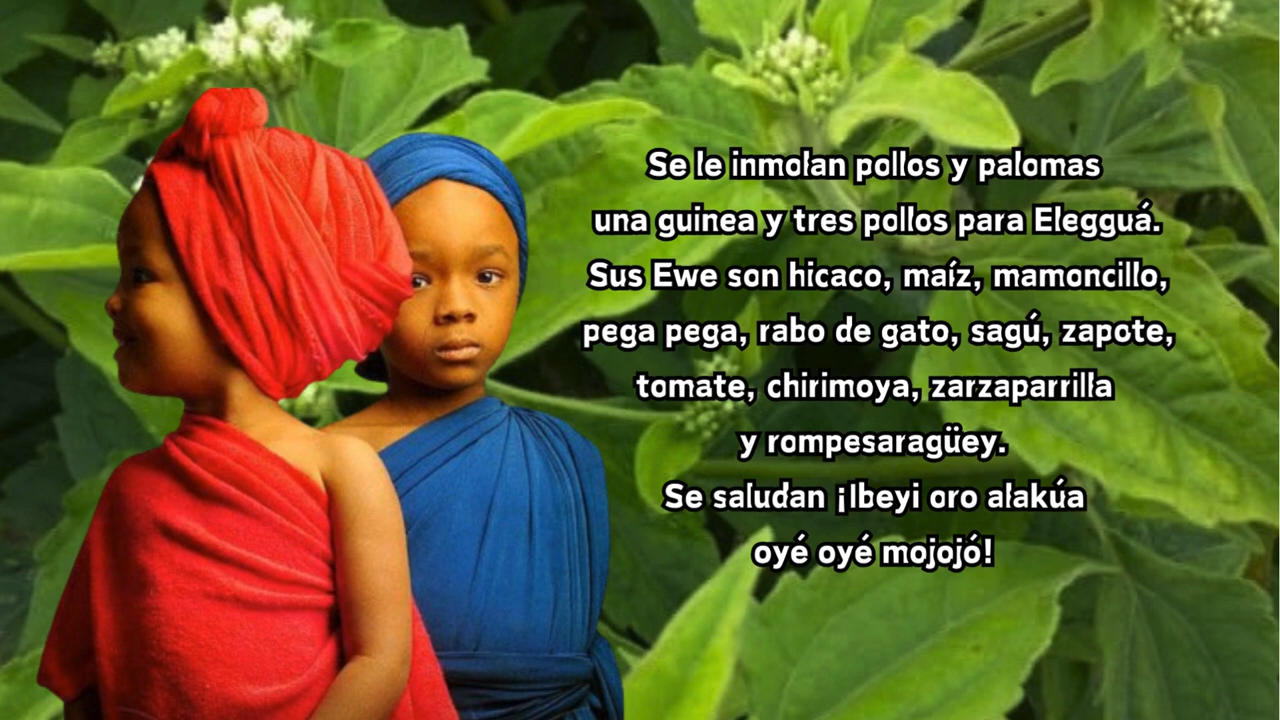 Se le inmolan pollos y palomas
una guinea y tres pollos para Elegguá.
Sus Ewe son hicaco, maíz, mamoncillo,
pega pega, rabo de gato, sagú, zapote,
tomate, chirimoya, zarzaparrilla
y rompesaragüey.
Se saludan ¡Ibeyi oro alakúa
oyé oyé mojojó!